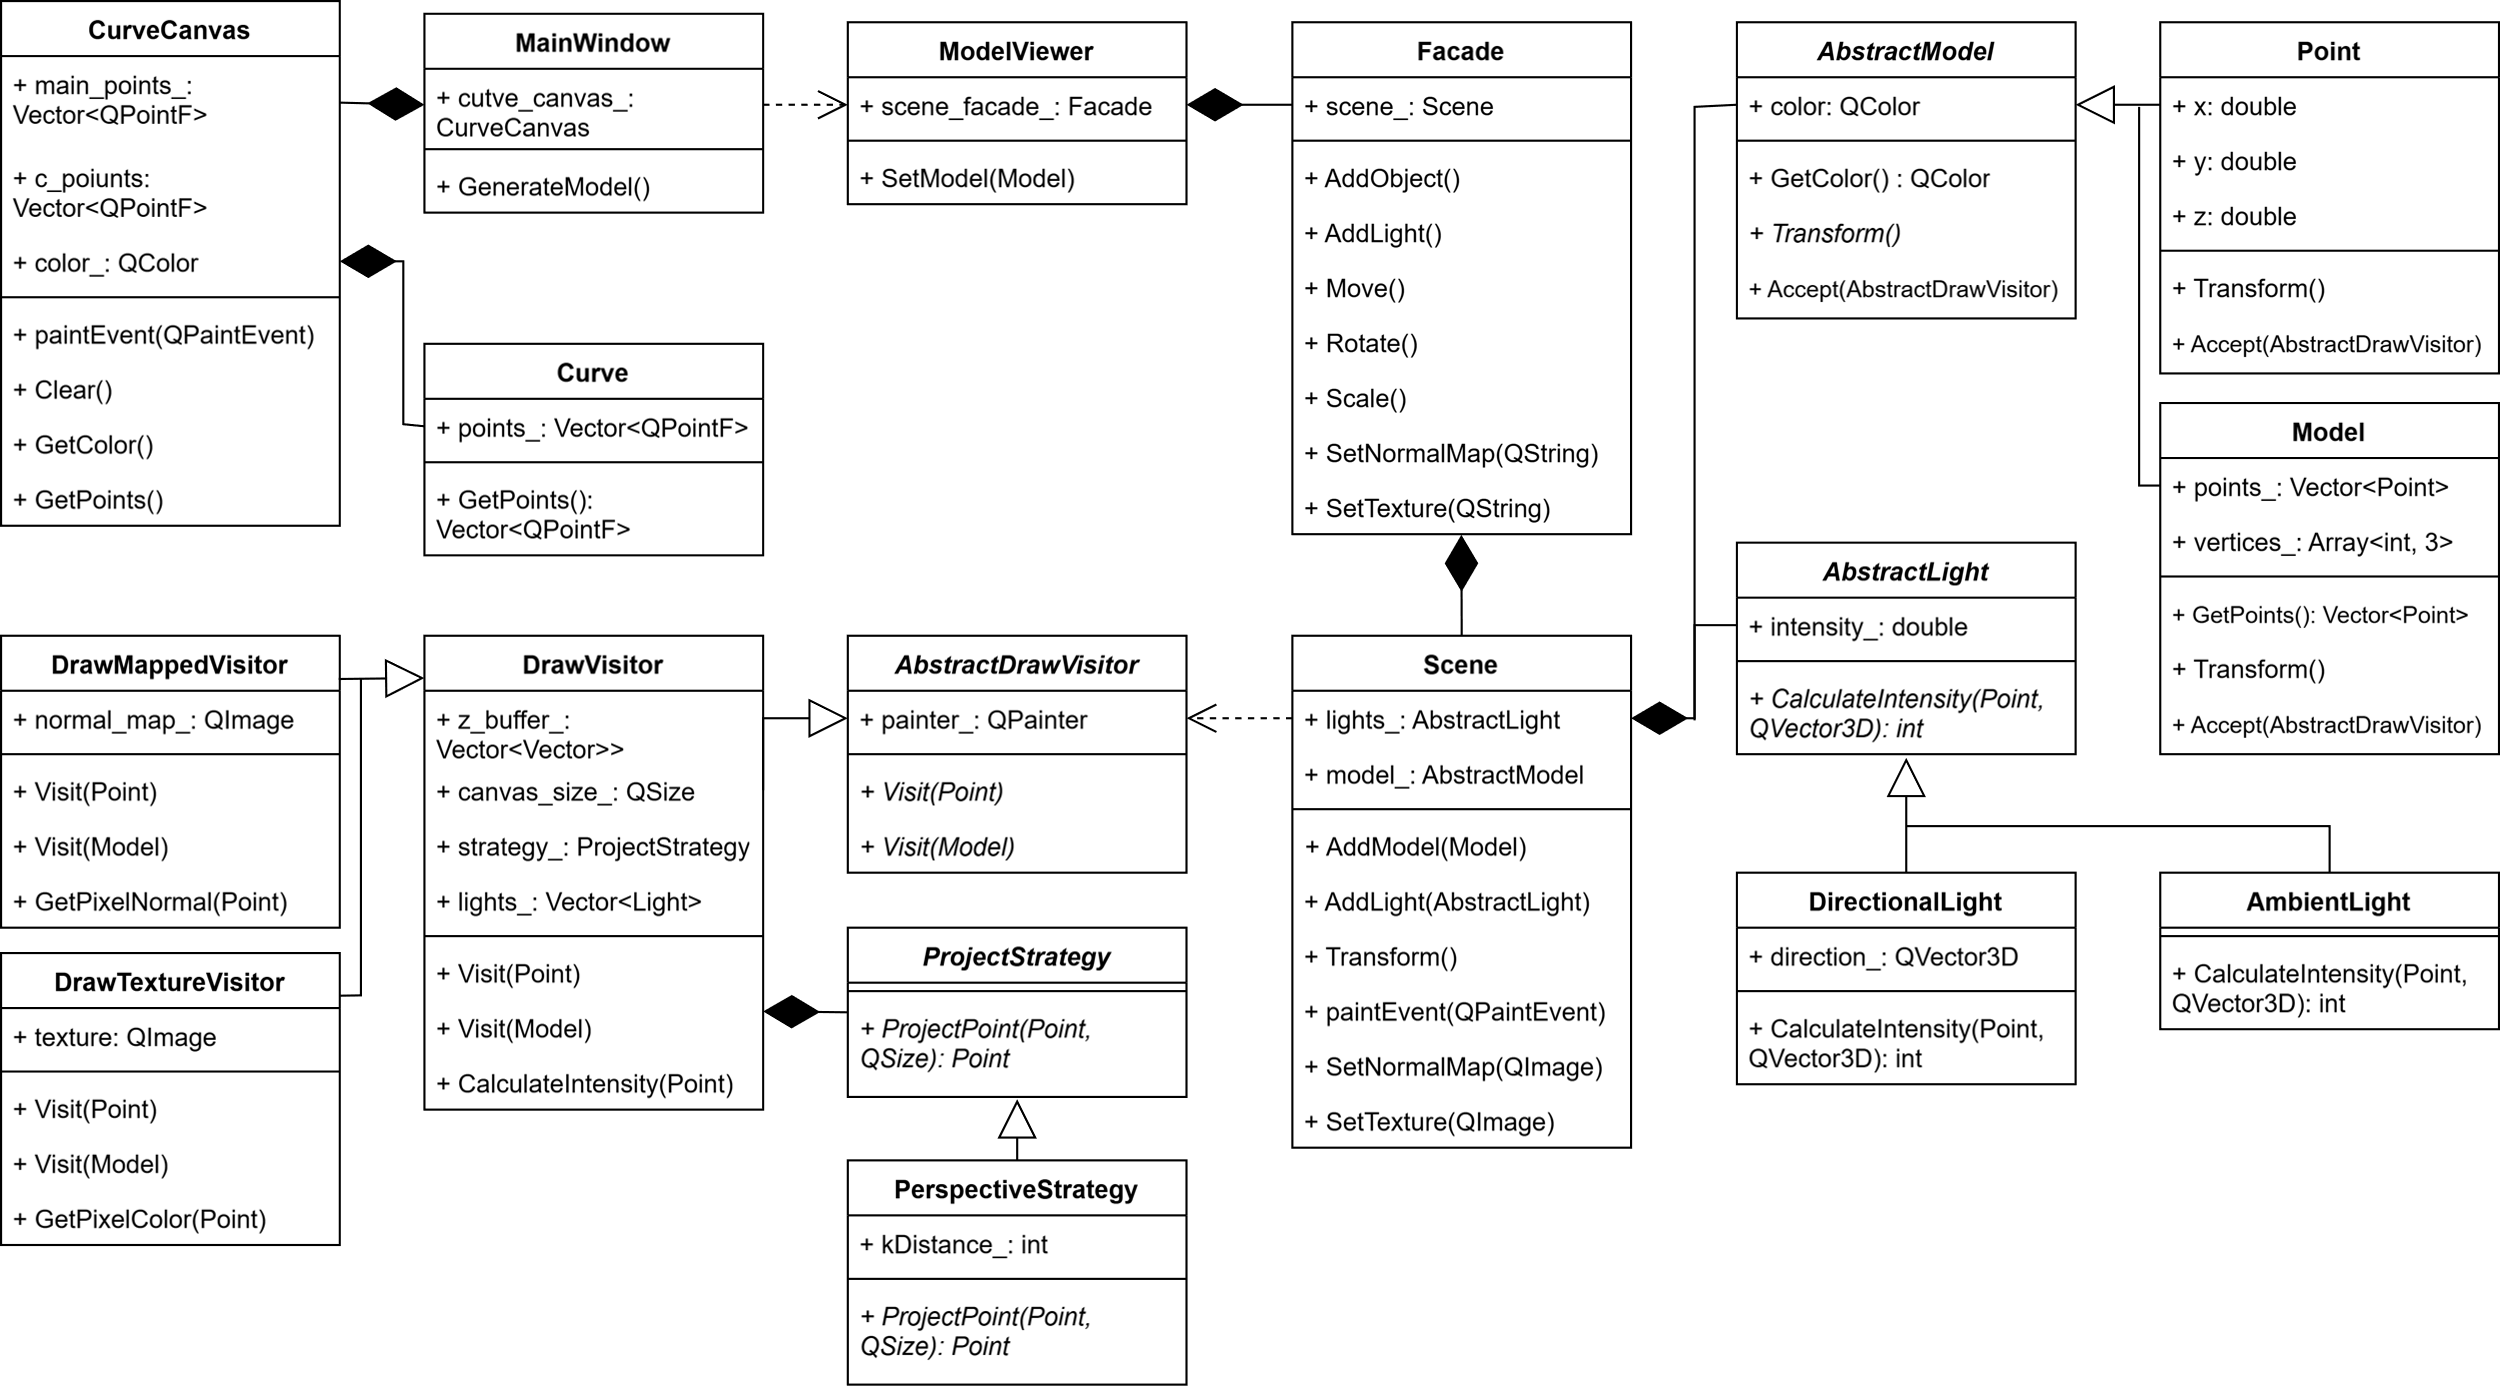 CurveCanvas
+ main_points_:
Vector<QPointF>
+ c_poiunts:
Vector<QPointF>
+ color_: QColor
+ paintEvent(QPaintEvent)
+ Clear()
+ GetColor()
+ GetPoints()
MainWindow
+ cutve_canvas_:
CurveCanvas
+ GenerateModel()
ModelViewer
+ scene_facade_: Facade
+ SetModel(Model)
Facade
+ scene_: Scene
+ AddObject()
+ AddLight()
+ Move()
+ Rotate()
+ Scale()
+ SetNormalMap(QString)
+ SetTexture(QString)
AbstractModel
+ color: QColor
+ GetColor() : QColor
+ Transform()
+ Accept(AbstractDrawVisitor)
Point
+ x: double
+ y: double
+ z: double
+ Transform()
+ Accept(AbstractDrawVisitor)
Curve
+ points_: Vector<QPointF>
+ GetPoints():
Vector<QPointF>
Model
+ points_: Vector<Point>
+ vertices_: Array<int, 3>
+ GetPoints(): Vector<Point>
+ Transform()
+ Accept(AbstractDrawVisitor)
AbstractLight
+ intensity_: double
+ CalculateIntensity(Point,
QVector3D): int
DrawMappedVisitor
+ normal_map_: QImage
+ Visit(Point)
+ Visit(Model)
+ GetPixelNormal(Point)
DrawVisitor
+ z_buffer_:
Vector<Vector>>
+ canvas_size_: QSize
+ strategy_: ProjectStrategy
+ lights_: Vector<Light>
+ Visit(Point)
+ Visit(Model)
+ CalculateIntensity(Point)
AbstractDrawVisitor
+ painter_: QPainter
+ Visit(Point)
+ Visit(Model)
Scene
+ lights_: AbstractLight
+ model_: AbstractModel
+ AddModel(Model)
+ AddLight(AbstractLight)
+ Transform()
+ paintEvent(QPaintEvent)
+ SetNormalMap(QImage)
+ SetTexture(QImage)
DirectionalLight
+ direction_: QVector3D
+ CalculateIntensity(Point,
QVector3D): int
AmbientLight
+ CalculateIntensity(Point,
QVector3D): int
DrawTextureVisitor
+ texture: QImage
+ Visit(Point)
+ Visit(Model)
+ GetPixelColor(Point)
ProjectStrategy
+ ProjectPoint(Point,
QSize): Point
PerspectiveStrategy
+ kDistance_: int
+ ProjectPoint(Point,
QSize): Point